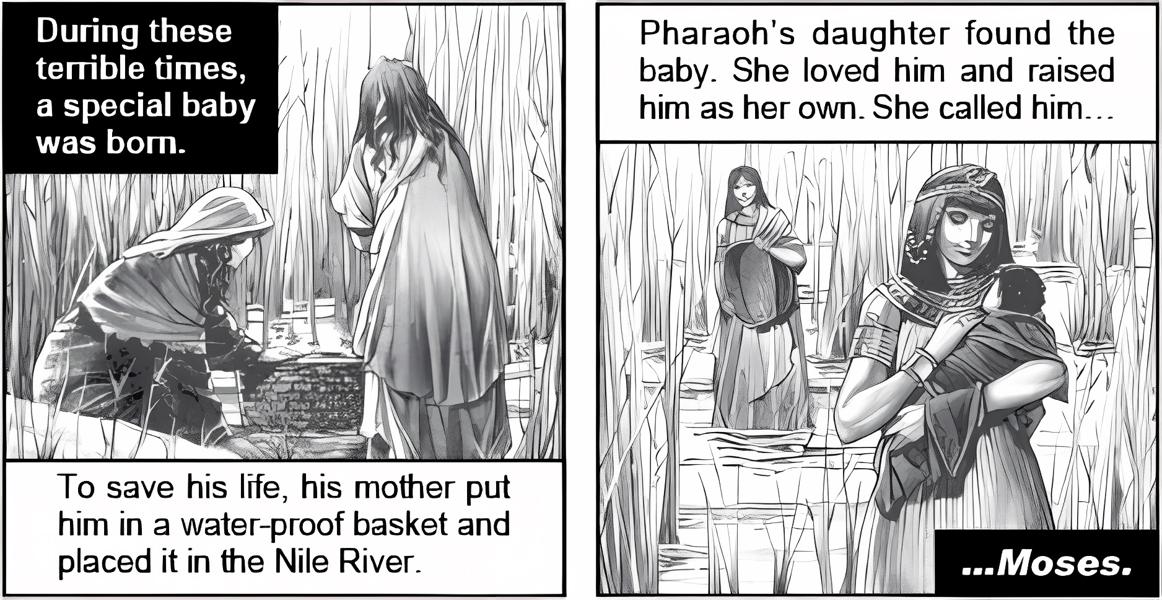 During these
terrible times,
a special baby
was born.
To save his life, his mother put
him in a water-proof basket and
placed it in the Nile River.
Pharaoh's daughter found the
baby. She loved him and raised
him as her own. She called him...
...Moses.